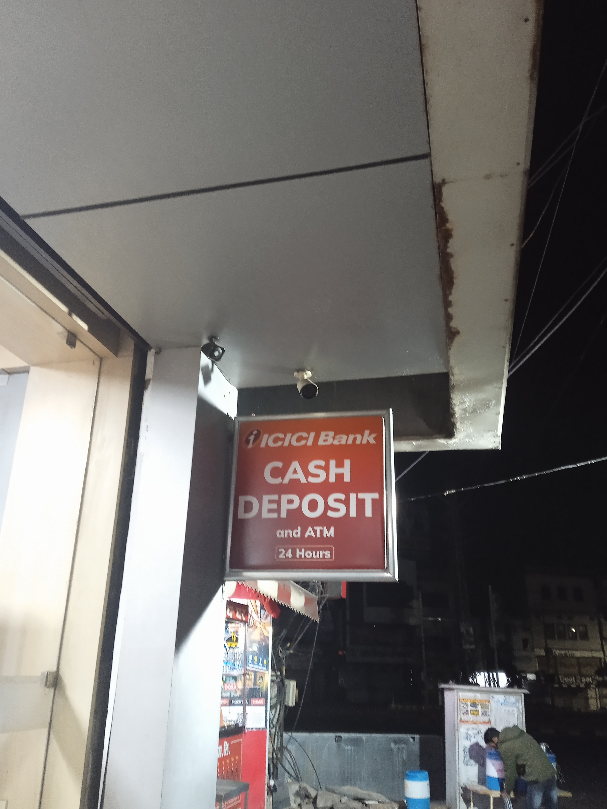 ICICI Bank
CASH
DEPOSIT
and ATM
24 Hours